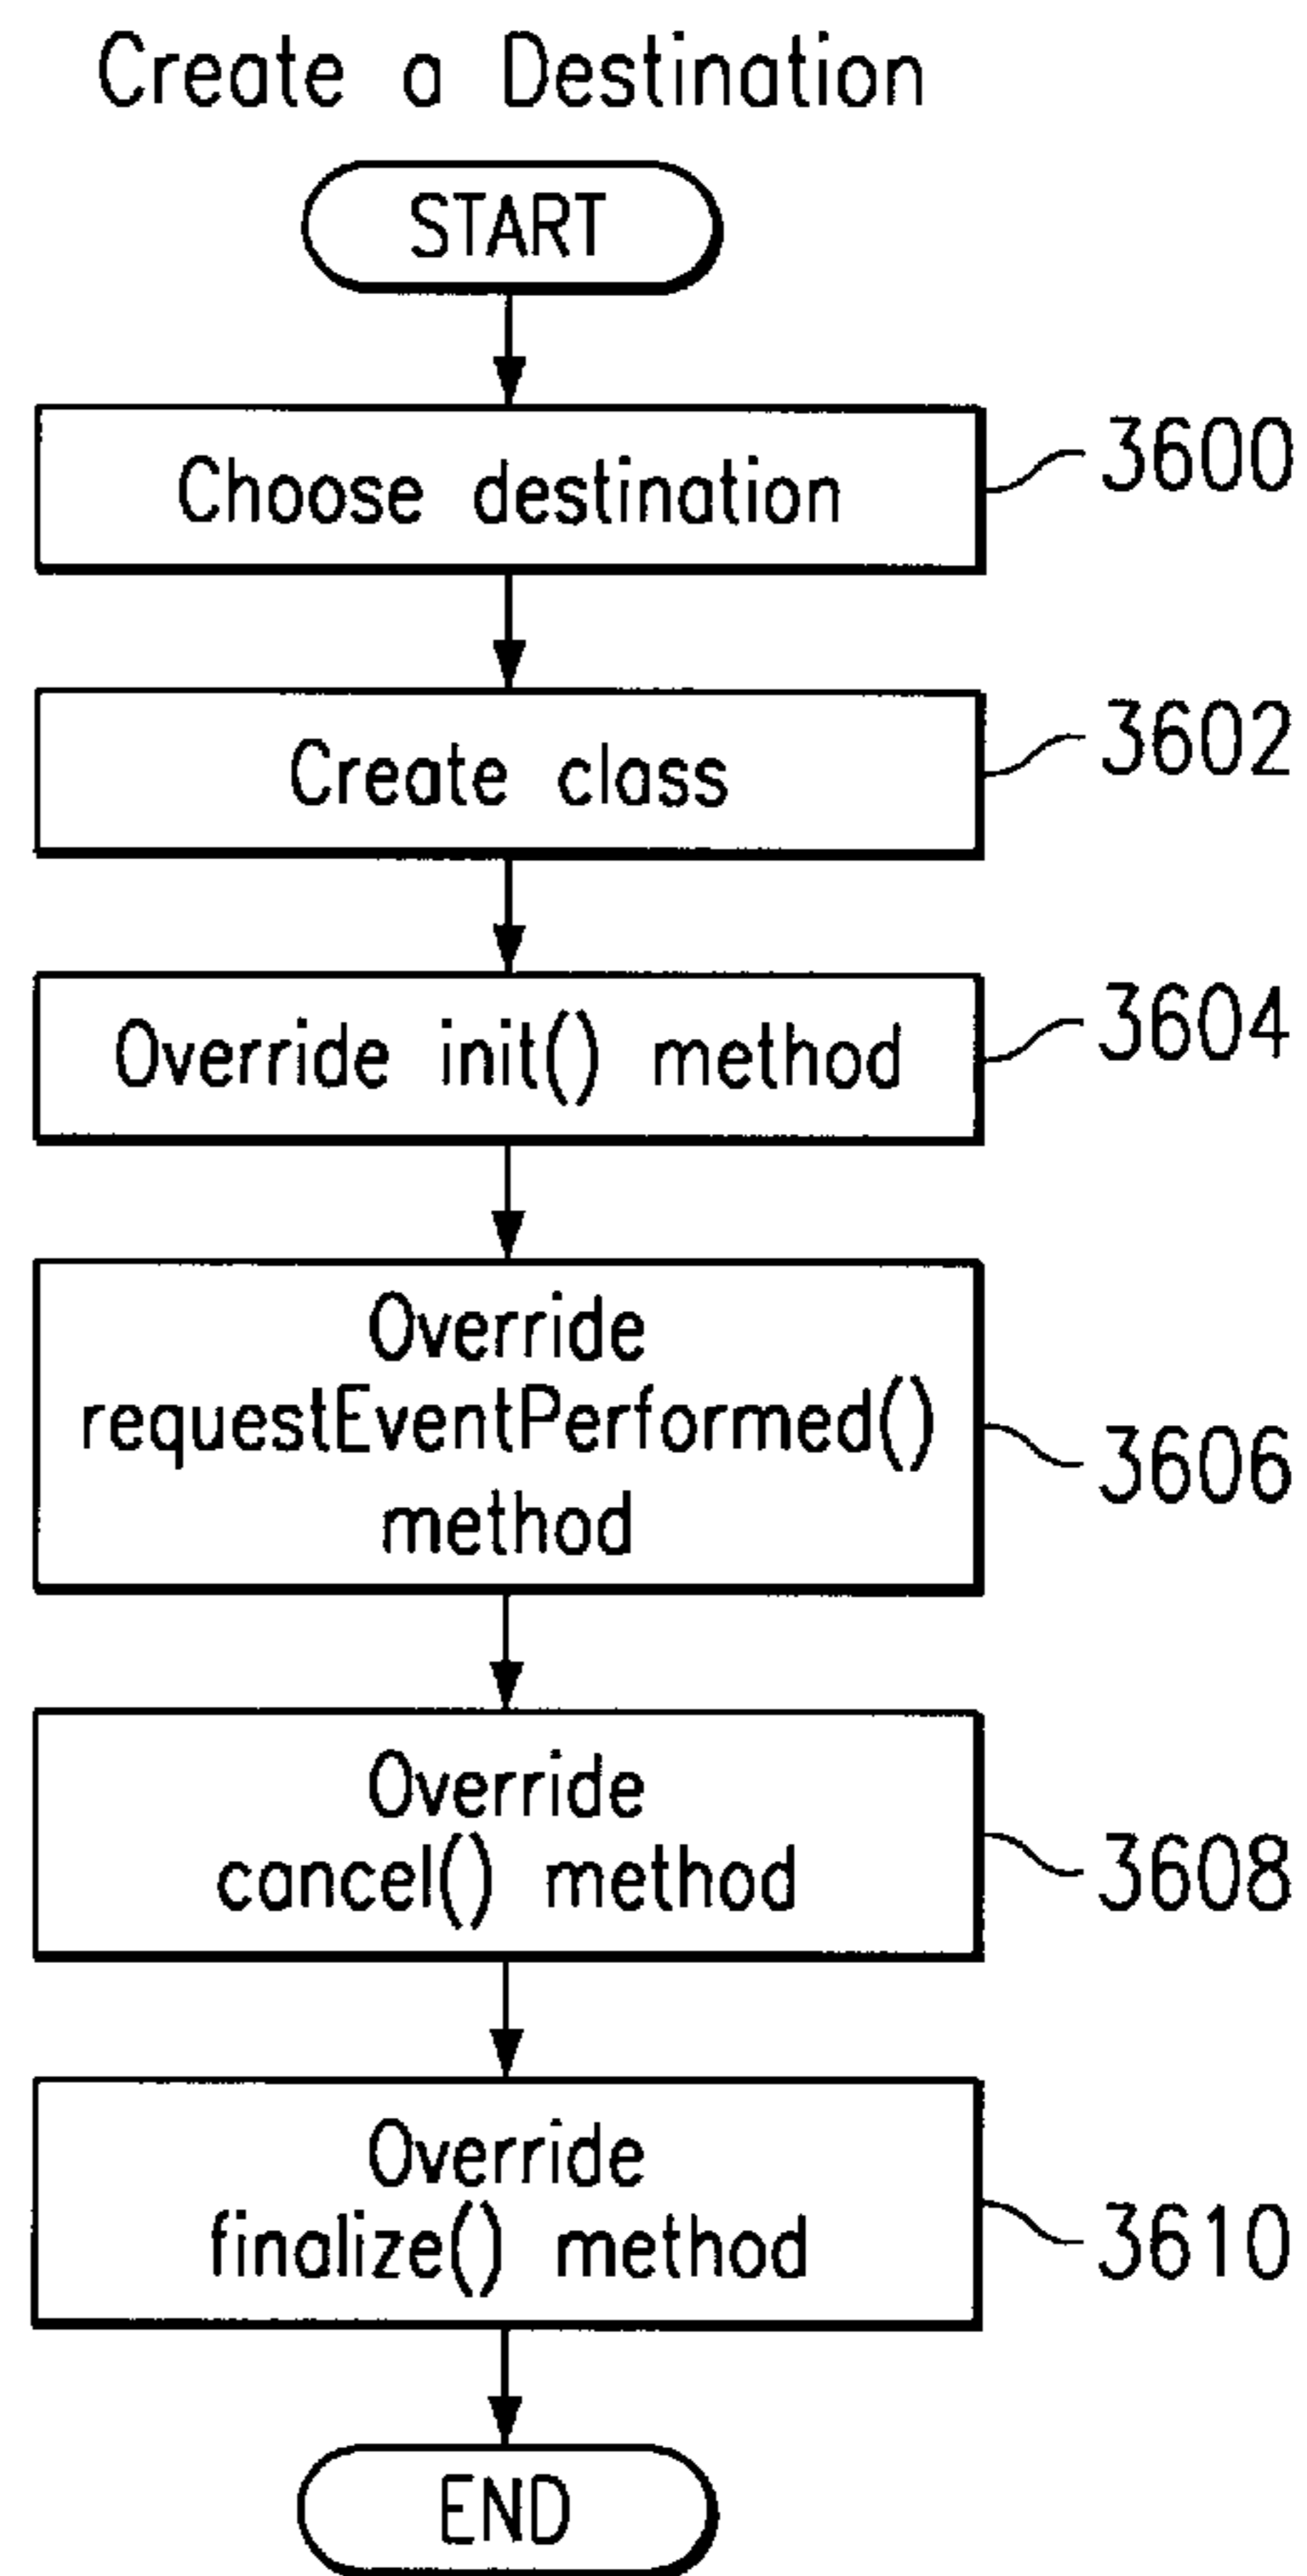 Create a Destination
START
Choose destination
3600
Create class
3602
Override init() method
3604
Override
requestEventPerformed()
method
3606
Override
cancel() method
3608
Override
finalize() method
3610
END